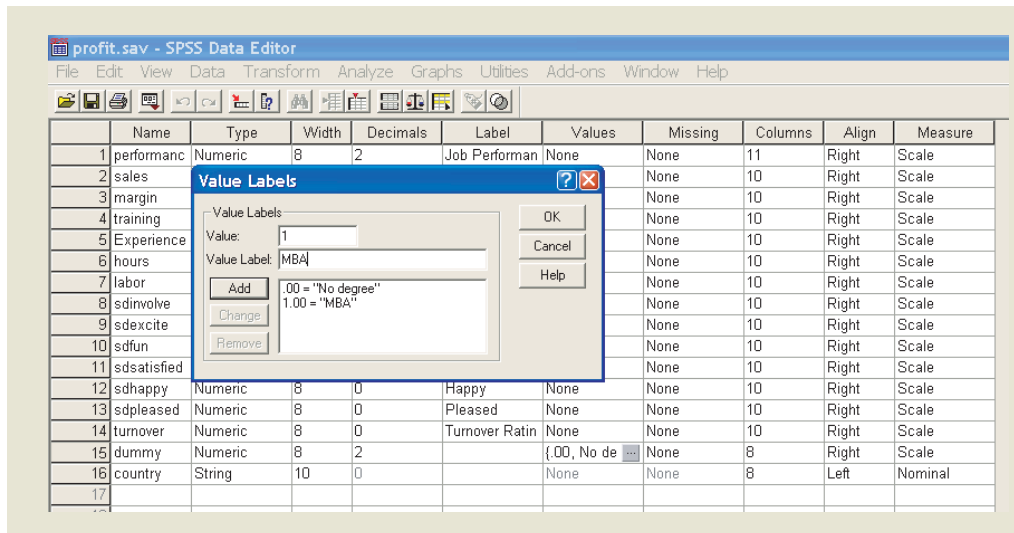 profit.sav - SPSS Data Editor
File Edit View Data Transform Analyze Graphs Utilities Add-ons Window Help
Name Type Width Decimals Label Values Missing Columns Align Measure
1 performanc Numeric 8 2 Job Performan None None 11 Right Scale
2 sales None 10 Right Scale
3 margin None 10 Right Scale
4 training None 10 Right Scale
5 Experience None 10 Right Scale
6 hours None 10 Right Scale
7 labor None 10 Right Scale
8 sdinvolve None 10 Right Scale
9 sdexcite None 10 Right Scale
10 sdfun None 10 Right Scale
11 sdsatisfied None 10 Right Scale
12 sdhappy Numeric 8 0 Happy None None 10 Right Scale
13 sdpleased Numeric 8 0 Pleased None None 10 Right Scale
14 turnover Numeric 8 0 Turnover Ratin None None 10 Right Scale
15 dummy Numeric 8 2 {.00, No de ... None 8 Right Scale
16 country String 10 0 None None 8 Left Nominal
17
Value Labels
Value Labels
Value: 1
Value Label: MBA
Add
Change
Remove
.00 = "No degree"
1.00 = "MBA"
OK
Cancel
Help